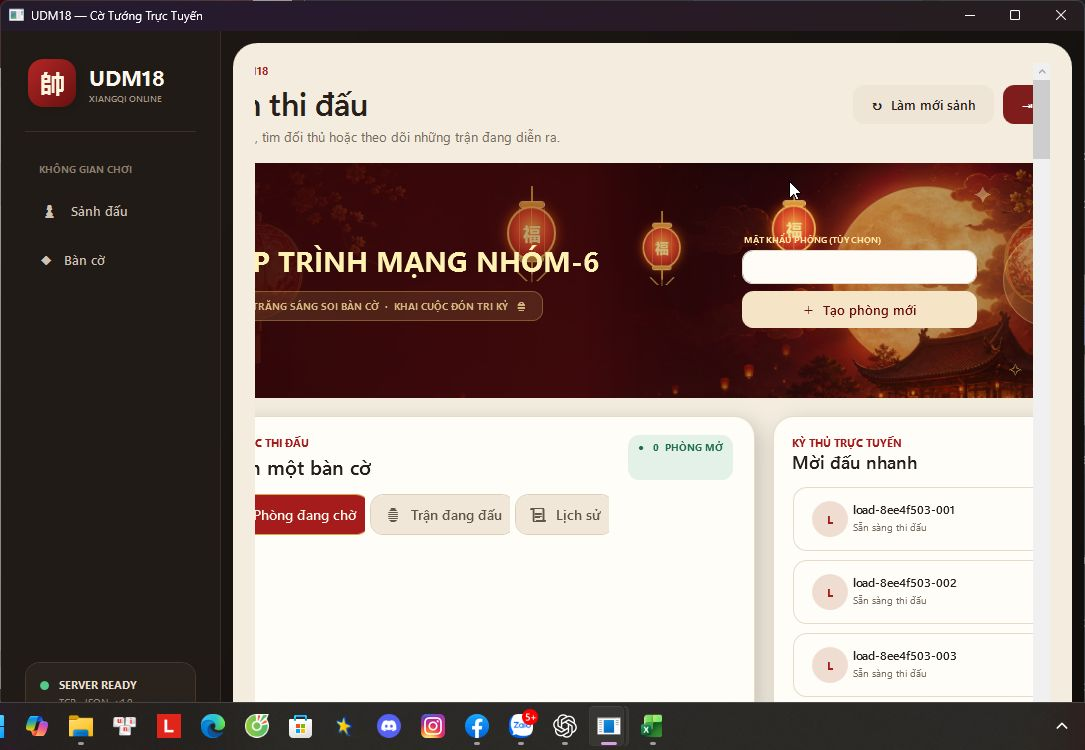 UDM18 — Cờ Tướng Trực Tuyến
帥
UDM18
XIANGQI ONLINE
KHÔNG GIAN CHƠI
Sảnh đấu
Bàn cờ
SERVER READY
18
thi đấu
, tìm đối thủ hoặc theo dõi những trận đang diễn ra.
Làm mới sảnh
福
福
福
P TRÌNH MẠNG NHÓM-6
TRĂNG SÁNG SOI BÀN CỜ · KHAI CUỘC ĐÓN TRI KỶ
MẬT KHẨU PHÒNG (TÙY CHỌN)
+ Tạo phòng mới
C THI ĐẤU
một bàn cờ
• 0 PHÒNG MỞ
Phòng đang chờ
Trận đang đấu
Lịch sử
KỲ THỦ TRỰC TUYẾN
Mời đấu nhanh
L
load-8ee4f503-001
Sẵn sàng thi đấu
L
load-8ee4f503-002
Sẵn sàng thi đấu
L
load-8ee4f503-003
Sẵn sàng thi đấu
L
Zalo
5+